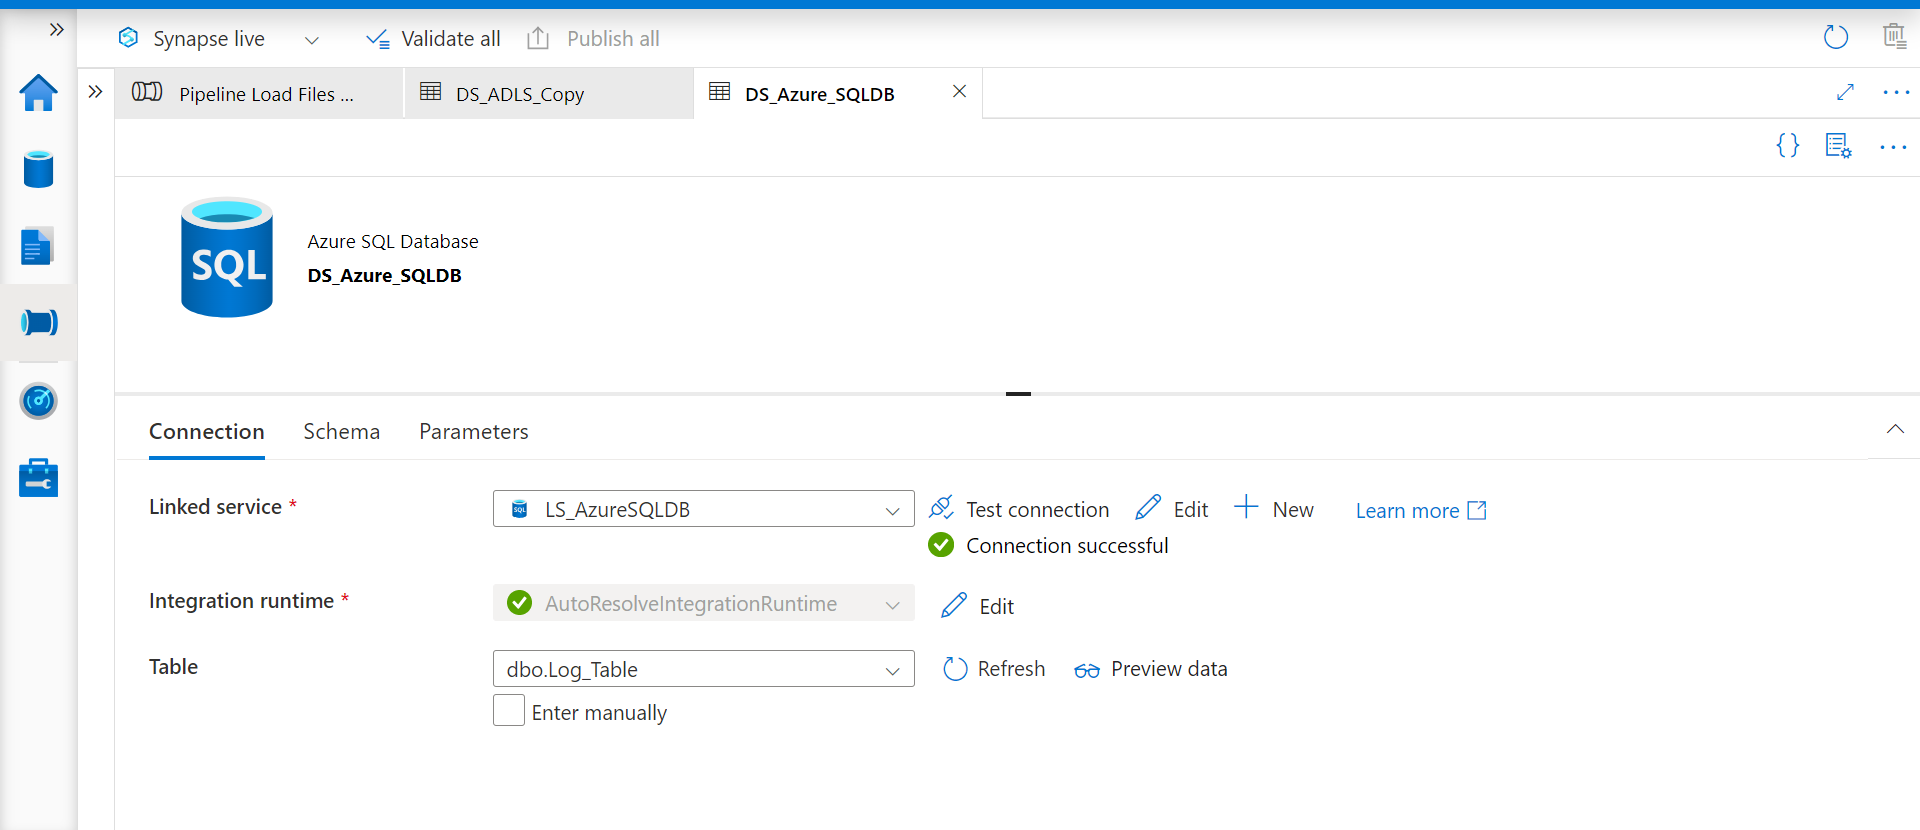 Synapse live
Validate all
Publish all
Pipeline Load Files ...
DS_ADLS_Copy
DS_Azure_SQLDB
SQL
Azure SQL Database
DS_Azure_SQLDB
Connection
Schema
Parameters
Linked service *
SQL
LS_AzureSQLDB
Test connection
Edit
New
Learn more
Connection successful
Integration runtime *
AutoResolveIntegrationRuntime
Edit
Table
dbo.Log_Table
Refresh
Preview data
Enter manually